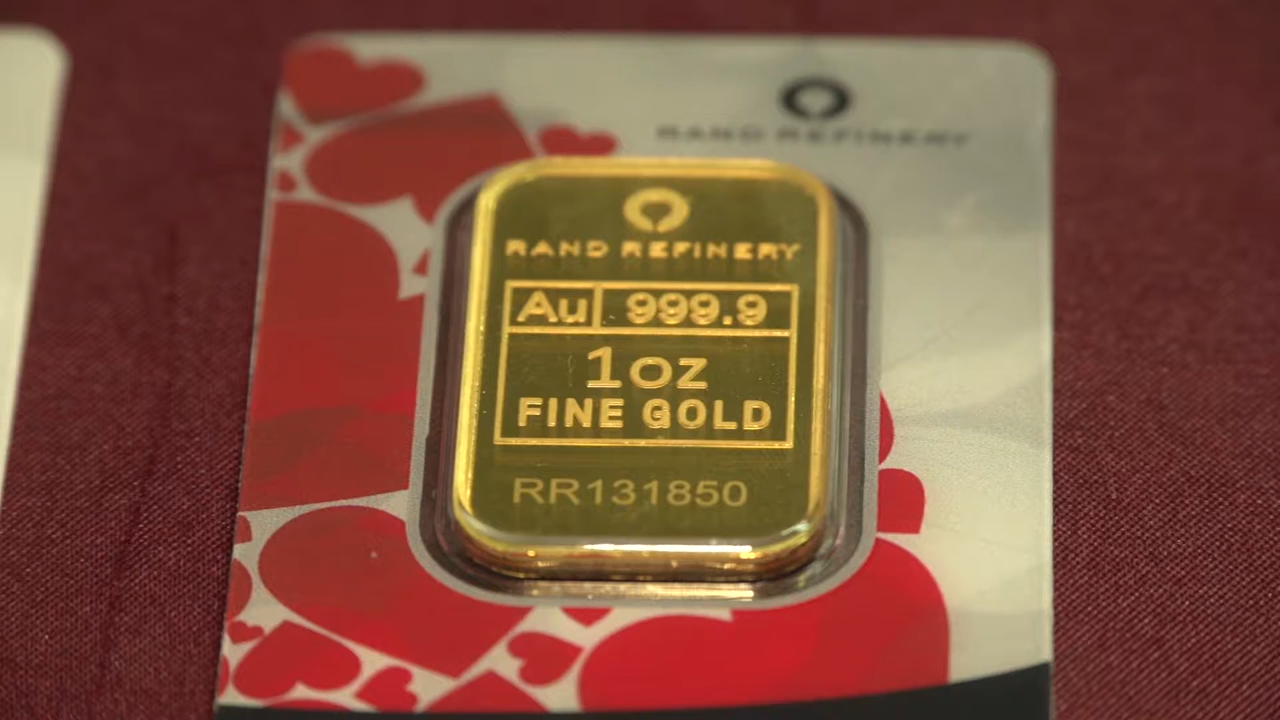 RAND REFINERY
RAND REFINERY
Au 999.9
1oz
FINE GOLD
RR131850